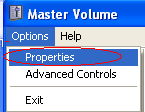 Master Volume
Options Help
Properties
Advanced Controls
Exit